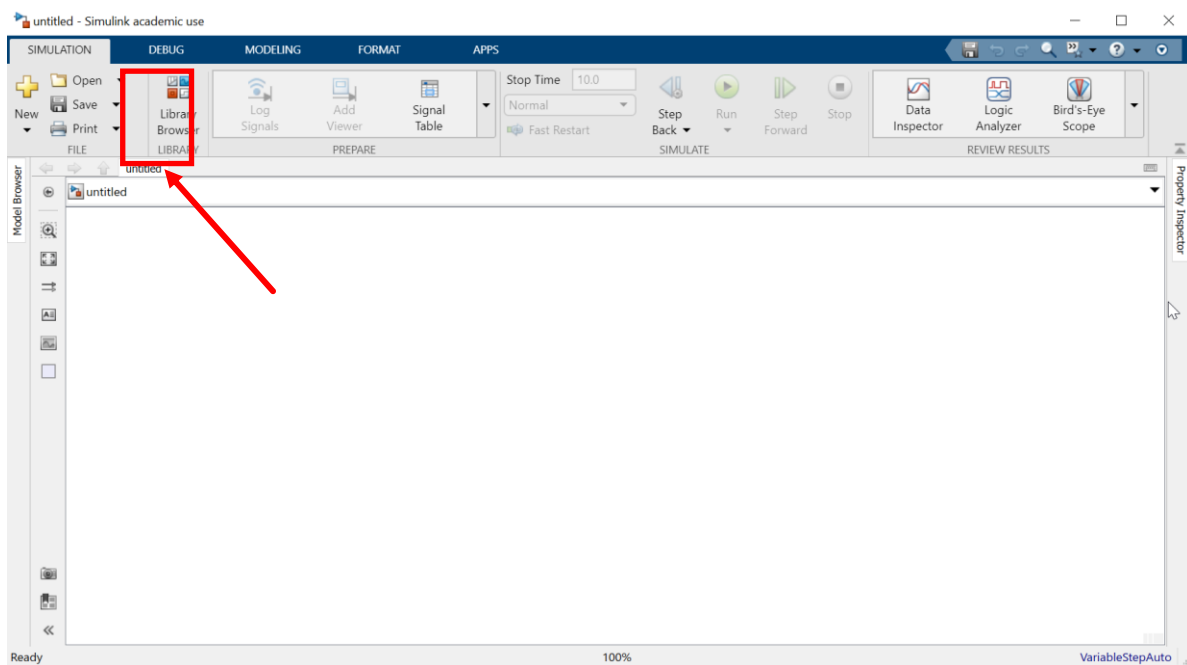 untitled - Simulink academic use
SIMULATION DEBUG MODELING FORMAT APPS
New
Open
Save
Print
FILE
Library
Browser
LIBRARY
Log
Signals
Add
Viewer
Signal
Table
PREPARE
Stop Time 10.0
Normal
Fast Restart
Step
Back
Run
Step
Forward
Stop
SIMULATE
Data
Inspector
Logic
Analyzer
Bird's-Eye
Scope
REVIEW RESULTS
Model Browser
untitled
untitled
Property Inspector
Ready 100% VariableStepAuto